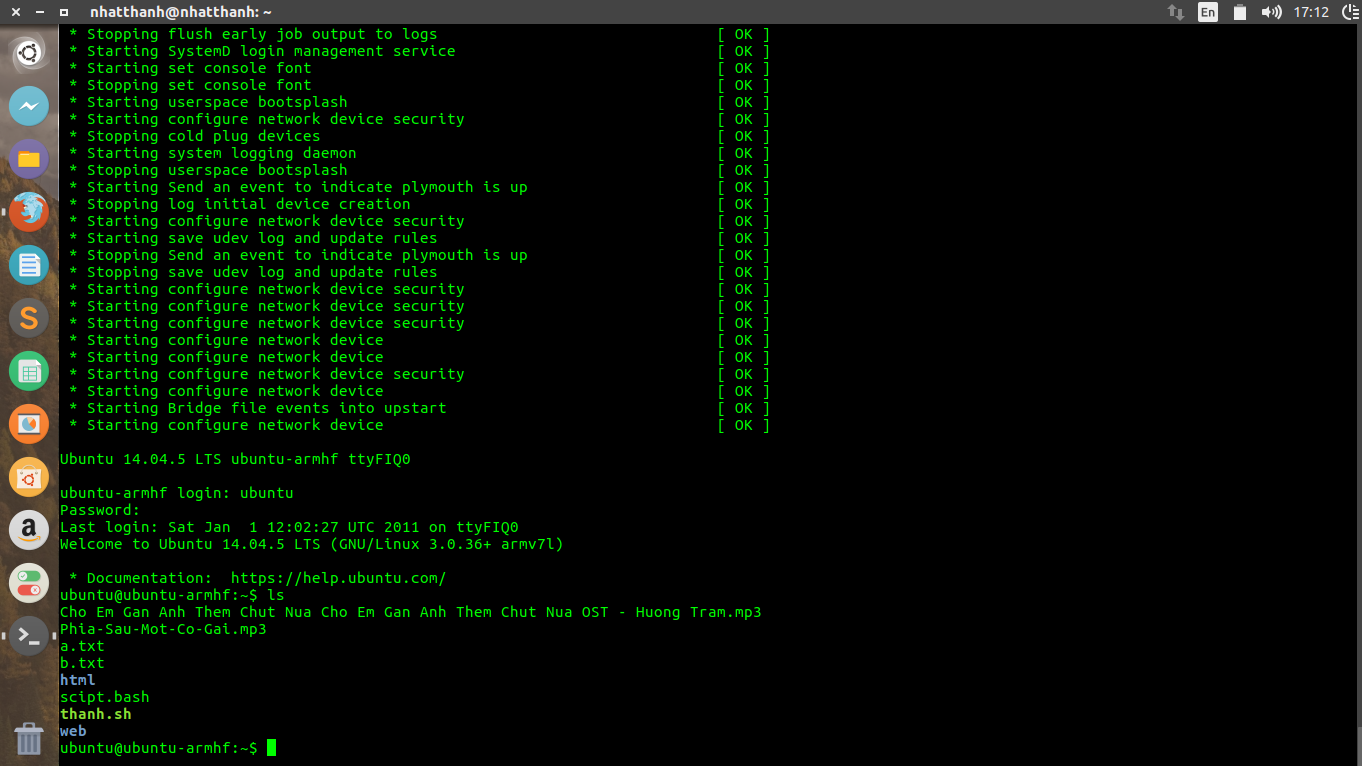 nhatthanh@nhatthanh: ~
En
17:12
* Stopping flush early job output to logs [ OK ]
* Starting SystemD login management service [ OK ]
* Starting set console font [ OK ]
* Stopping set console font [ OK ]
* Starting userspace bootsplash [ OK ]
* Starting configure network device security [ OK ]
* Stopping cold plug devices [ OK ]
* Starting system logging daemon [ OK ]
* Stopping userspace bootsplash [ OK ]
* Starting Send an event to indicate plymouth is up [ OK ]
* Stopping log initial device creation [ OK ]
* Starting configure network device security [ OK ]
* Starting save udev log and update rules [ OK ]
* Stopping Send an event to indicate plymouth is up [ OK ]
* Stopping save udev log and update rules [ OK ]
* Starting configure network device security [ OK ]
* Starting configure network device security [ OK ]
* Starting configure network device security [ OK ]
* Starting configure network device [ OK ]
* Starting configure network device [ OK ]
* Starting configure network device security [ OK ]
* Starting configure network device [ OK ]
* Starting Bridge file events into upstart [ OK ]
* Starting configure network device [ OK ]
Ubuntu 14.04.5 LTS ubuntu-armhf ttyFIQ0
ubuntu-armhf login: ubuntu
Password:
Last login: Sat Jan  1 12:02:27 UTC 2011 on ttyFIQ0
Welcome to Ubuntu 14.04.5 LTS (GNU/Linux 3.0.36+ armv7l)
* Documentation:  https://help.ubuntu.com/
ubuntu@ubuntu-armhf:~$ ls
Cho Em Gan Anh Them Chut Nua Cho Em Gan Anh Them Chut Nua OST - Huong Tram.mp3
Phia-Sau-Mot-Co-Gai.mp3
a.txt
b.txt
html
scipt.bash
thanh.sh
web
ubuntu@ubuntu-armhf:~$